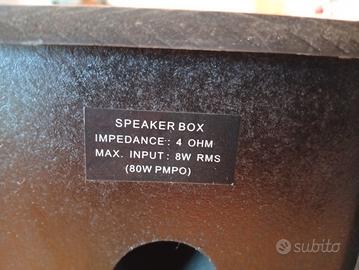 SPEAKER BOX
IMPEDANCE: 4 OHM
MAX. INPUT: 8W RMS
(80W PMPO)
subito